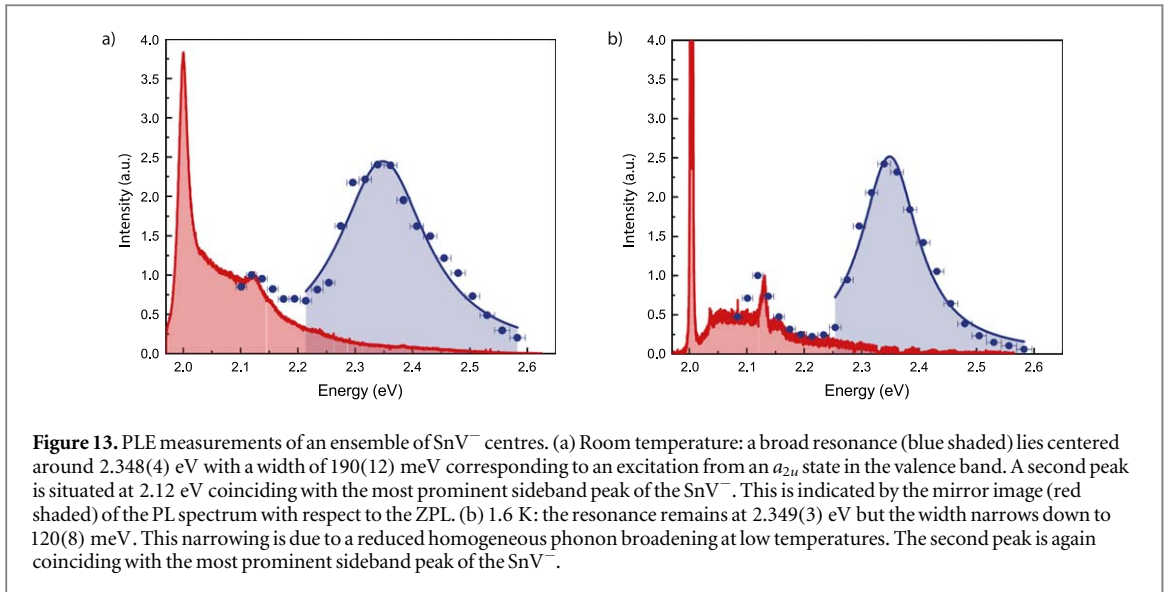 a)
4.0
3.5
3.0
2.5
2.0
1.5
1.0
0.5
0.0
Intensity (a.u.)
2.0 2.1 2.2 2.3 2.4 2.5 2.6
Energy (eV)
b)
4.0
3.5
3.0
2.5
2.0
1.5
1.0
0.5
0.0
Intensity (a.u.)
2.0 2.1 2.2 2.3 2.4 2.5 2.6
Energy (eV)
Figure 13. PLE measurements of an ensemble of SnV⁻ centres. (a) Room temperature: a broad resonance (blue shaded) lies centered
around 2.348(4) eV with a width of 190(12) meV corresponding to an excitation from an a₂ᵤ state in the valence band. A second peak
is situated at 2.12 eV coinciding with the most prominent sideband peak of the SnV⁻. This is indicated by the mirror image (red
shaded) of the PL spectrum with respect to the ZPL. (b) 1.6 K: the resonance remains at 2.349(3) eV but the width narrows down to
120(8) meV. This narrowing is due to a reduced homogeneous phonon broadening at low temperatures. The second peak is again
coinciding with the most prominent sideband peak of the SnV⁻.